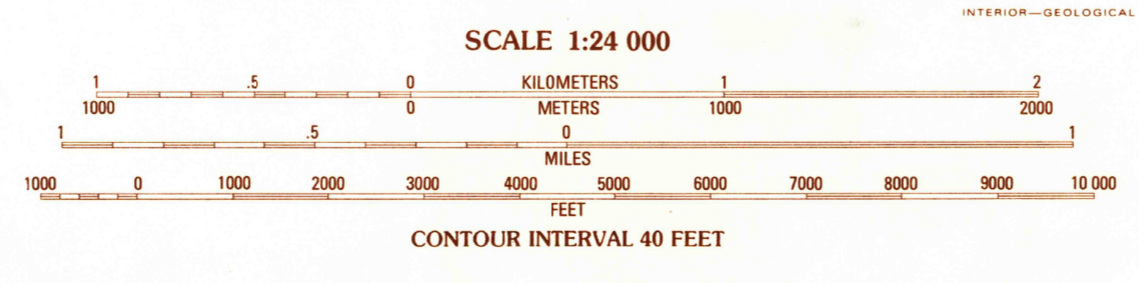 INTERIOR—GEOLOGICAL
SCALE 1:24 000
1 .5 0 KILOMETERS 1 2
1000 0 METERS 1000 2000
1 .5 0 1
MILES
1000 0 1000 2000 3000 4000 5000 6000 7000 8000 9000 10 000
FEET
CONTOUR INTERVAL 40 FEET